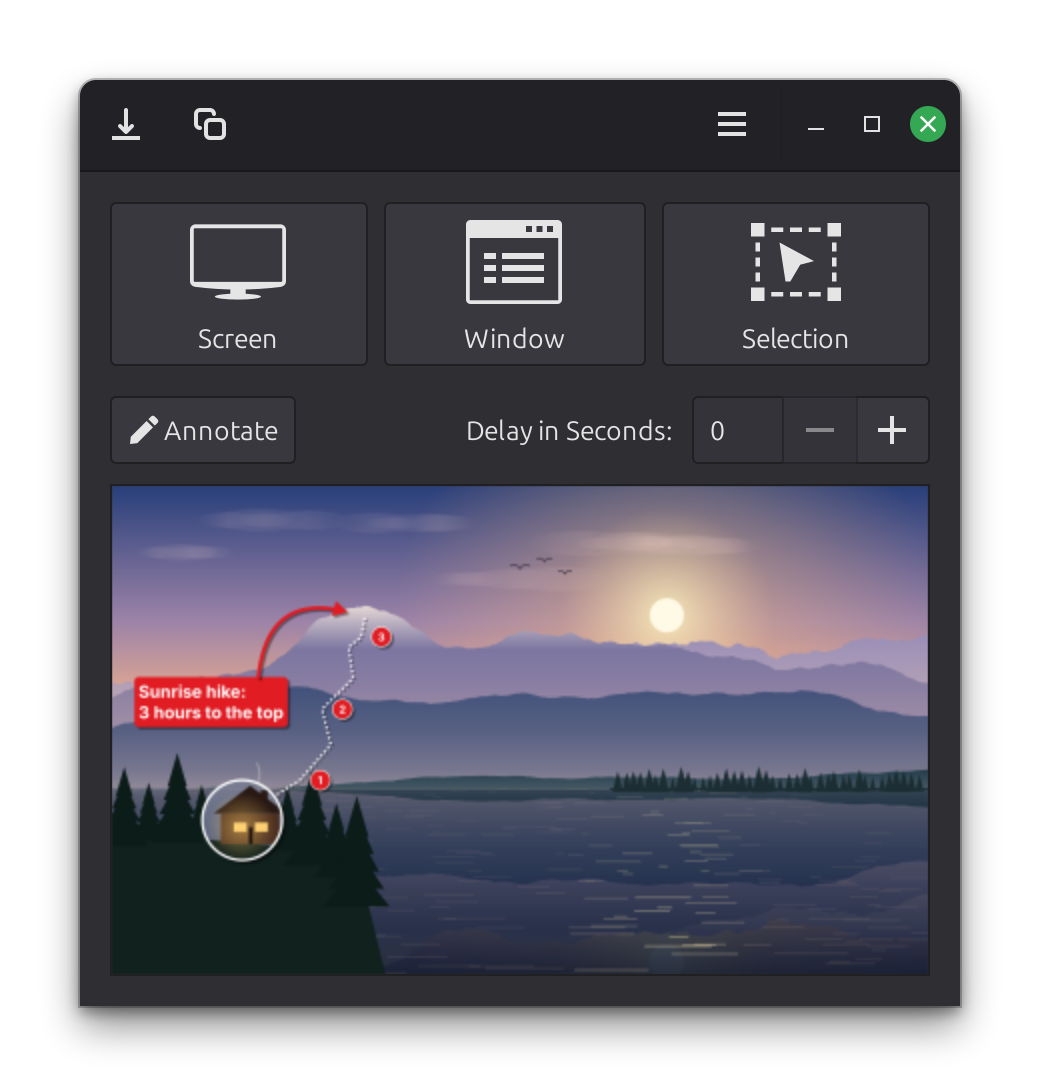 Screen
Window
Selection
Annotate
Delay in Seconds:
0
3
Sunrise hike:
3 hours to the top
2
1